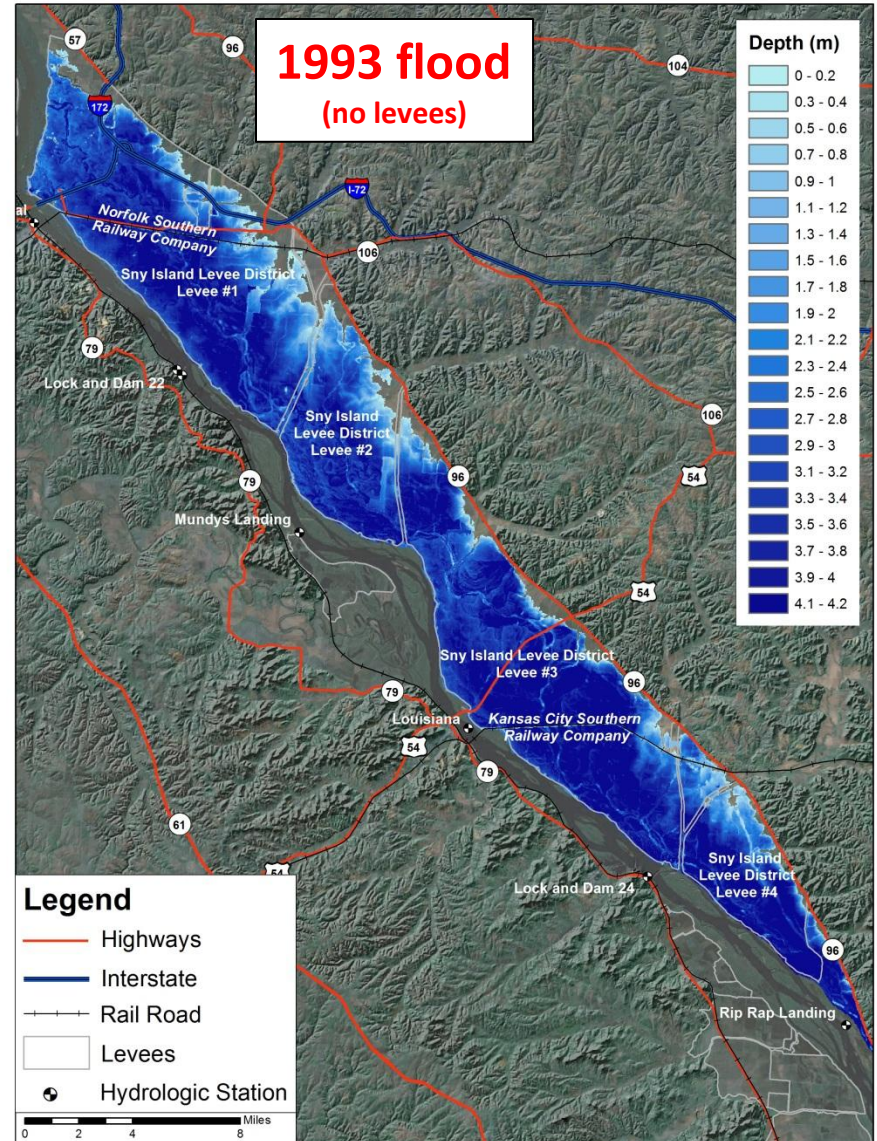 1993 flood
(no levees)
Depth (m)
0 - 0.2
0.3 - 0.4
0.5 - 0.6
0.7 - 0.8
0.9 - 1
1.1 - 1.2
1.3 - 1.4
1.5 - 1.6
1.7 - 1.8
1.9 - 2
2.1 - 2.2
2.3 - 2.4
2.5 - 2.6
2.7 - 2.8
2.9 - 3
3.1 - 3.2
3.3 - 3.4
3.5 - 3.6
3.7 - 3.8
3.9 - 4
4.1 - 4.2
57
96
104
172
I-72
al
Norfolk Southern
Railway Company
106
Sny Island Levee District
Levee #1
79
Lock and Dam 22
106
Sny Island
Levee District
Levee #2
54
96
79
Mundys Landing
54
Sny Island Levee District
Levee #3
96
79
Louisiana
Kansas City Southern
Railway Company
54
79
61
54
Lock and Dam 24
Sny Island
Levee District
Levee #4
96
Rip Rap Landing
Legend
Highways
Interstate
Rail Road
Levees
Hydrologic Station
Miles
0 2 4 8